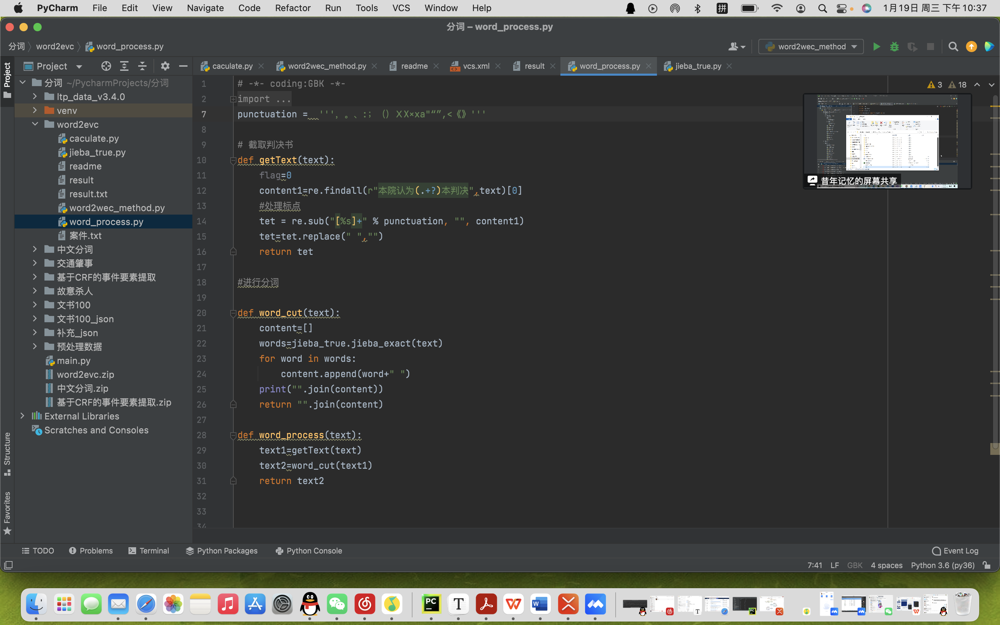 PyCharm File Edit View Navigate Code Refactor Run Tools VCS Window Help 拼 1月19日 周三 下午10:37
分词 – word_process.py
分词 word2evc word_process.py word2wec_method
Project caculate.py word2wec_method.py readme vcs.xml result word_process.py jieba_true.py
Project
3 18
分词 ~/PycharmProjects/分词
ltp_data_v3.4.0
venv
word2evc
caculate.py
jieba_true.py
readme
result
result.txt
word2wec_method.py
word_process.py
案件.txt
中文分词
交通肇事
基于CRF的事件要素提取
故意杀人
文书100
文书100_json
补充_json
预处理数据
main.py
word2evc.zip
中文分词.zip
基于CRF的事件要素提取.zip
External Libraries
Scratches and Consoles
Structure
Favorites
1 # -*- coding:GBK -*-
2 import ...
7 punctuation = ''', 。、:; （）ＸX×xa"“”,<《》'''
8
9 # 截取判决书
10 def getText(text):
11 flag=0
12 content1=re.findall(r"本院认为(.+?)本判决",text)[0]
13 #处理标点
14 tet = re.sub("[%s]+" % punctuation, "", content1)
15 tet=tet.replace(" ","")
16 return tet
17
18 #进行分词
19
20 def word_cut(text):
21 content=[]
22 words=jieba_true.jieba_exact(text)
23 for word in words:
24 content.append(word+" ")
25 print("".join(content))
26 return "".join(content)
27
28 def word_process(text):
29 text1=getText(text)
30 text2=word_cut(text1)
31 return text2
32
33
34
昔年记忆的屏幕共享
TODO Problems Terminal Python Packages Python Console Event Log
7:41 LF GBK 4 spaces Python 3.6 (py36)